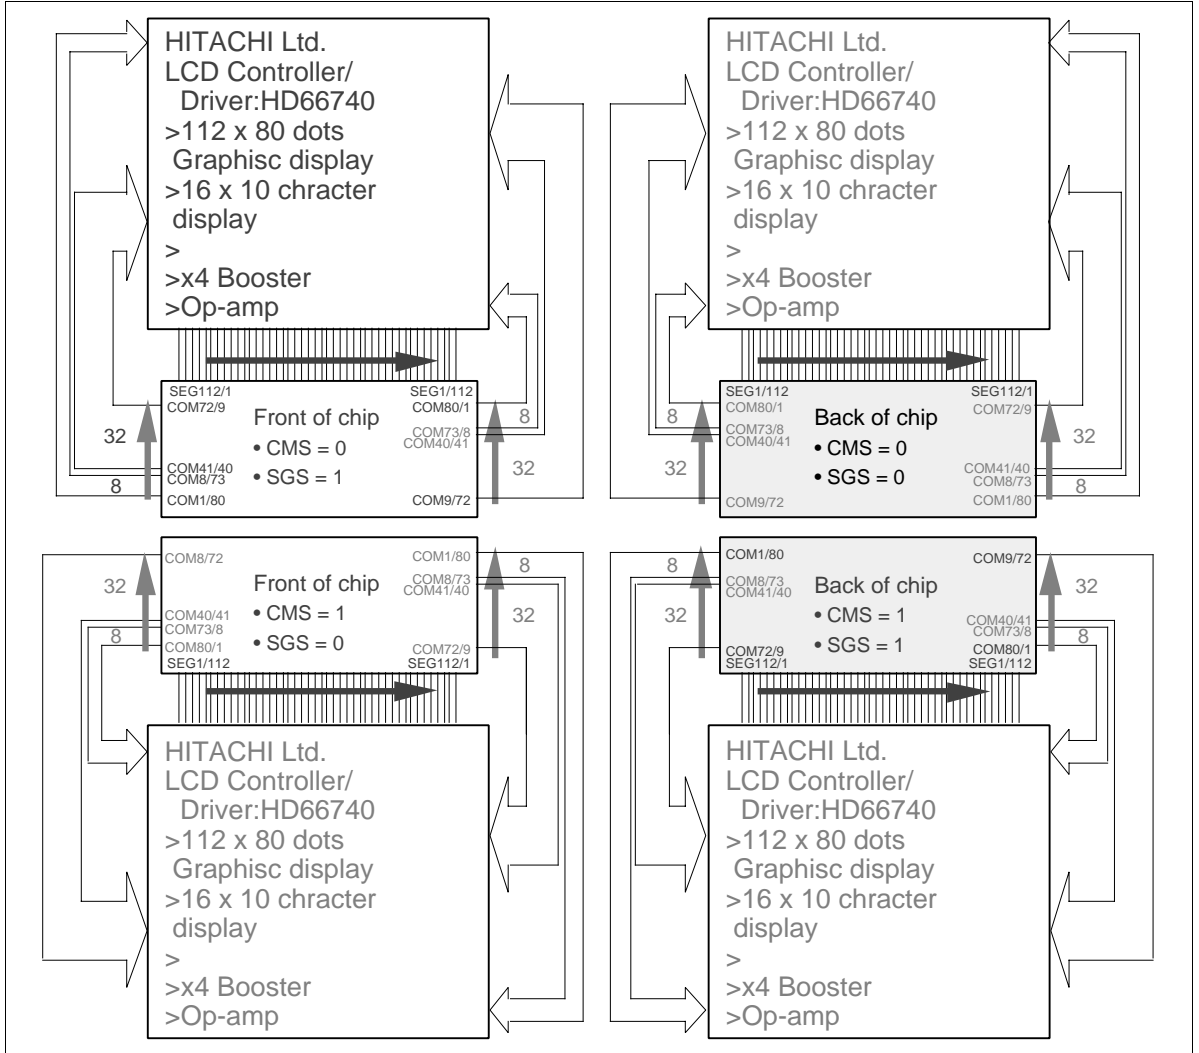 HITACHI Ltd.
LCD Controller/
Driver:HD66740
>112 x 80 dots
Graphisc display
>16 x 10 chracter
display
>
>x4 Booster
>Op-amp
SEG112/1
SEG1/112
COM72/9
COM80/1
Front of chip
8
COM73/8
COM40/41
32
• CMS = 0
COM41/40
COM8/73
• SGS = 1
32
8
COM1/80
COM9/72
HITACHI Ltd.
LCD Controller/
Driver:HD66740
>112 x 80 dots
Graphisc display
>16 x 10 chracter
display
>
>x4 Booster
>Op-amp
SEG1/112
SEG112/1
COM80/1
COM72/9
Back of chip
8
COM73/8
COM40/41
32
• CMS = 0
32
COM41/40
COM8/73
• SGS = 0
8
COM9/72
COM1/80
COM8/72
COM1/80
8
32
Front of chip
COM8/73
COM41/40
• CMS = 1
32
COM40/41
COM73/8
8
• SGS = 0
COM80/1
COM72/9
SEG1/112
SEG112/1
HITACHI Ltd.
LCD Controller/
Driver:HD66740
>112 x 80 dots
Graphisc display
>16 x 10 chracter
display
>
>x4 Booster
>Op-amp
COM1/80
COM9/72
8
COM8/73
COM41/40
Back of chip
32
32
• CMS = 1
COM40/41
COM73/8
8
• SGS = 1
COM72/9
COM80/1
SEG112/1
SEG1/112
HITACHI Ltd.
LCD Controller/
Driver:HD66740
>112 x 80 dots
Graphisc display
>16 x 10 chracter
display
>
>x4 Booster
>Op-amp